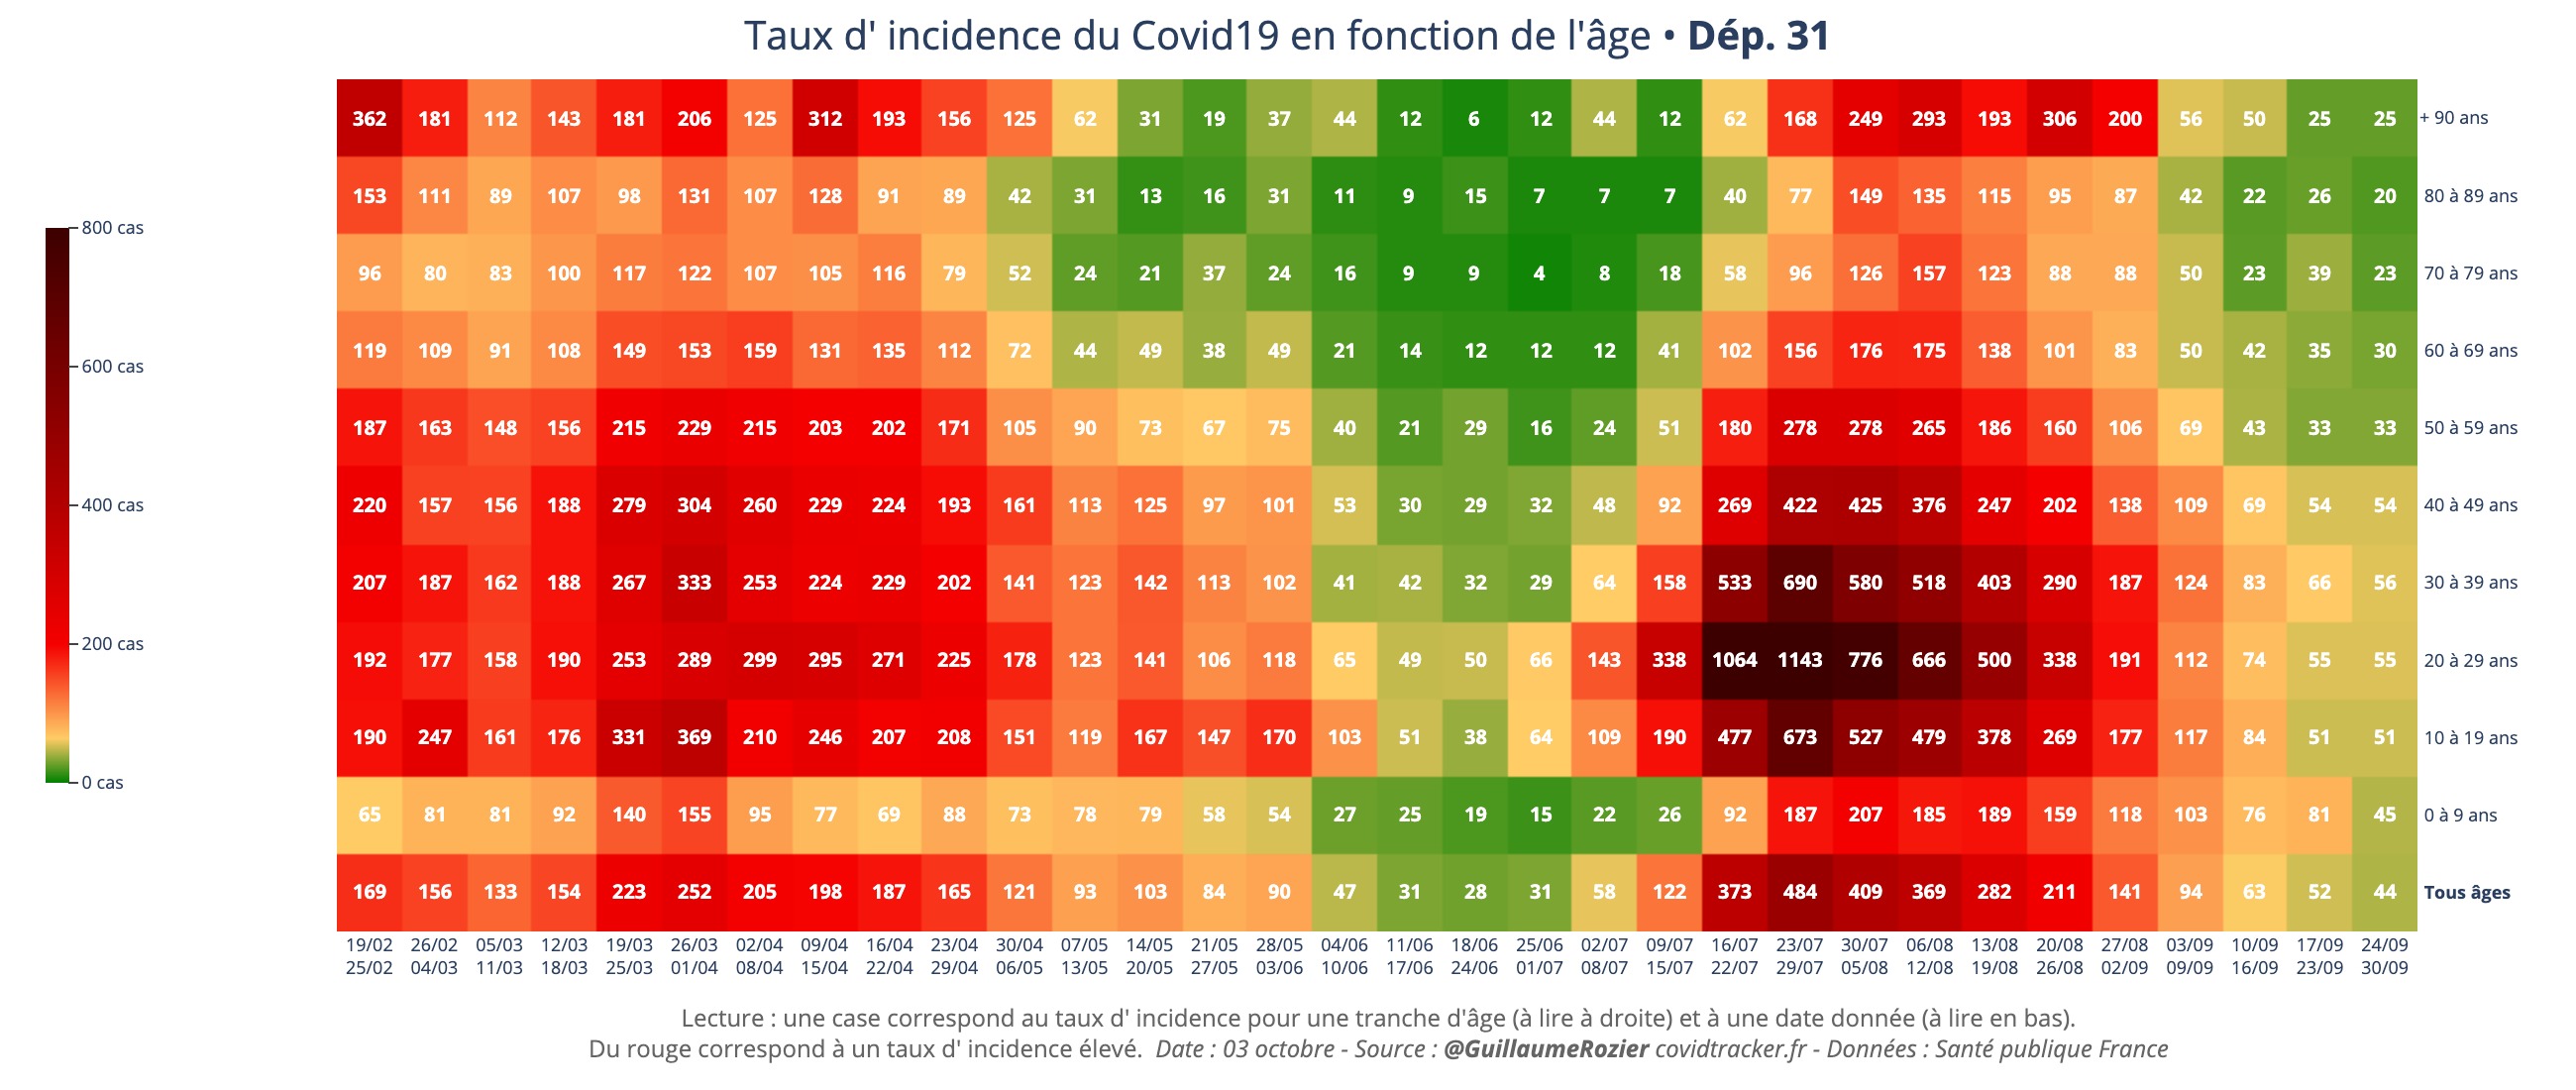 Taux d' incidence du Covid19 en fonction de l'âge • Dép. 31
362 181 112 143 181 206 125 312 193 156 125 62 31 19 37 44 12 6 12 44 12 62 168 249 293 193 306 200 56 50 25 25 + 90 ans
153 111 89 107 98 131 107 128 91 89 42 31 13 16 31 11 9 15 7 7 7 40 77 149 135 115 95 87 42 22 26 20 80 à 89 ans
800 cas
96 80 83 100 117 122 107 105 116 79 52 24 21 37 24 16 9 9 4 8 18 58 96 126 157 123 88 88 50 23 39 23 70 à 79 ans
119 109 91 108 149 153 159 131 135 112 72 44 49 38 49 21 14 12 12 12 41 102 156 176 175 138 101 83 50 42 35 30 60 à 69 ans
600 cas
187 163 148 156 215 229 215 203 202 171 105 90 73 67 75 40 21 29 16 24 51 180 278 278 265 186 160 106 69 43 33 33 50 à 59 ans
400 cas
220 157 156 188 279 304 260 229 224 193 161 113 125 97 101 53 30 29 32 48 92 269 422 425 376 247 202 138 109 69 54 54 40 à 49 ans
207 187 162 188 267 333 253 224 229 202 141 123 142 113 102 41 42 32 29 64 158 533 690 580 518 403 290 187 124 83 66 56 30 à 39 ans
200 cas
192 177 158 190 253 289 299 295 271 225 178 123 141 106 118 65 49 50 66 143 338 1064 1143 776 666 500 338 191 112 74 55 55 20 à 29 ans
190 247 161 176 331 369 210 246 207 208 151 119 167 147 170 103 51 38 64 109 190 477 673 527 479 378 269 177 117 84 51 51 10 à 19 ans
0 cas
65 81 81 92 140 155 95 77 69 88 73 78 79 58 54 27 25 19 15 22 26 92 187 207 185 189 159 118 103 76 81 45 0 à 9 ans
169 156 133 154 223 252 205 198 187 165 121 93 103 84 90 47 31 28 31 58 122 373 484 409 369 282 211 141 94 63 52 44 Tous âges
19/02 26/02 05/03 12/03 19/03 26/03 02/04 09/04 16/04 23/04 30/04 07/05 14/05 21/05 28/05 04/06 11/06 18/06 25/06 02/07 09/07 16/07 23/07 30/07 06/08 13/08 20/08 27/08 03/09 10/09 17/09 24/09
25/02 04/03 11/03 18/03 25/03 01/04 08/04 15/04 22/04 29/04 06/05 13/05 20/05 27/05 03/06 10/06 17/06 24/06 01/07 08/07 15/07 22/07 29/07 05/08 12/08 19/08 26/08 02/09 09/09 16/09 23/09 30/09
Lecture : une case correspond au taux d' incidence pour une tranche d'âge (à lire à droite) et à une date donnée (à lire en bas).
Du rouge correspond à un taux d' incidence élevé. Date : 03 octobre - Source : @GuillaumeRozier covidtracker.fr - Données : Santé publique France